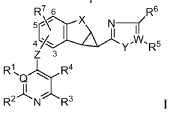 R⁷ 6 X N R⁶
5
4 3 Y W R⁵
Z
R¹ Q R⁴
R² N R³ I